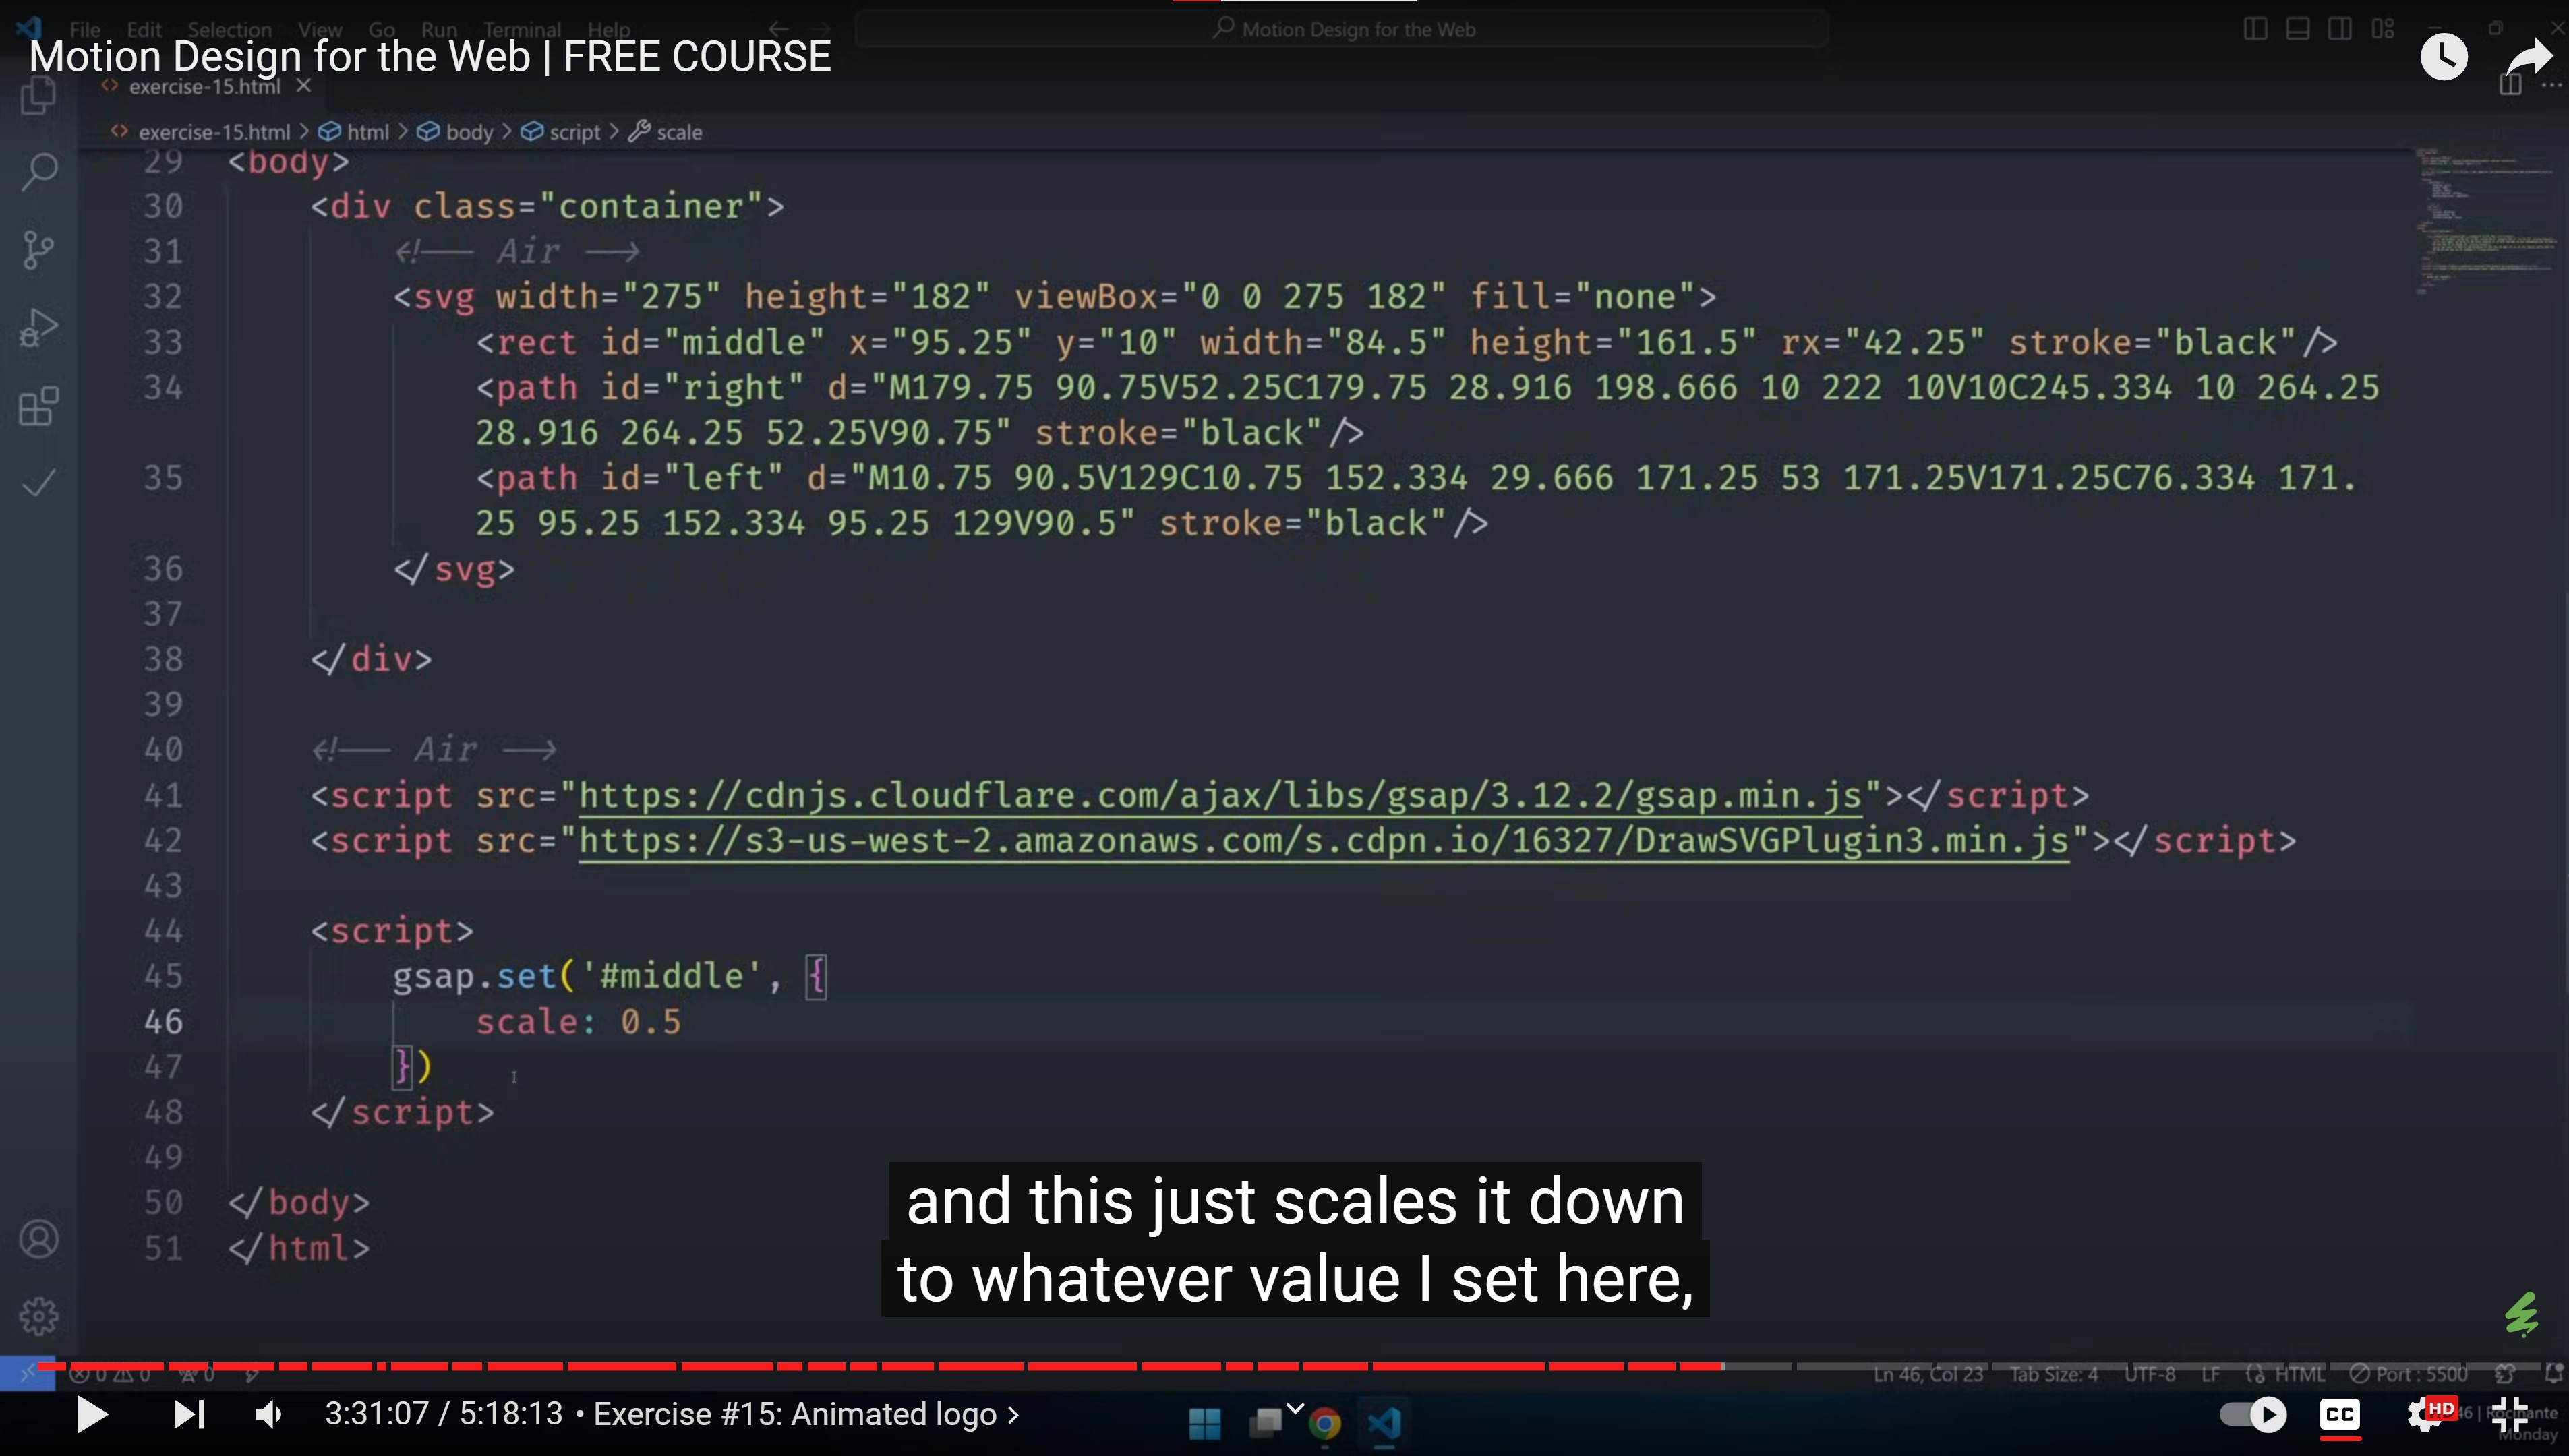 File Edit Selection View Go Run Terminal Help
Motion Design for the Web
Motion Design for the Web | FREE COURSE
exercise-15.html
exercise-15.html > html > body > script > scale
29 <body>
30 <div class="container">
31 <!-- Air -->
32 <svg width="275" height="182" viewBox="0 0 275 182" fill="none">
33 <rect id="middle" x="95.25" y="10" width="84.5" height="161.5" rx="42.25" stroke="black"/>
34 <path id="right" d="M179.75 90.75V52.25C179.75 28.916 198.666 10 222 10V10C245.334 10 264.25
28.916 264.25 52.25V90.75" stroke="black"/>
35 <path id="left" d="M10.75 90.5V129C10.75 152.334 29.666 171.25 53 171.25V171.25C76.334 171.
25 95.25 152.334 95.25 129V90.5" stroke="black"/>
36 </svg>
37
38 </div>
39
40 <!-- Air -->
41 <script src="https://cdnjs.cloudflare.com/ajax/libs/gsap/3.12.2/gsap.min.js"></script>
42 <script src="https://s3-us-west-2.amazonaws.com/s.cdpn.io/16327/DrawSVGPlugin3.min.js"></script>
43
44 <script>
45 gsap.set('#middle', {
46 scale: 0.5
47 })
48 </script>
49
50 </body>
51 </html>
and this just scales it down
to whatever value I set here,
0 0 0 Ln 46, Col 23 Tab Size: 4 UTF-8 LF HTML Port : 5500
3:31:07 / 5:18:13 • Exercise #15: Animated logo >
CC HD
Monday